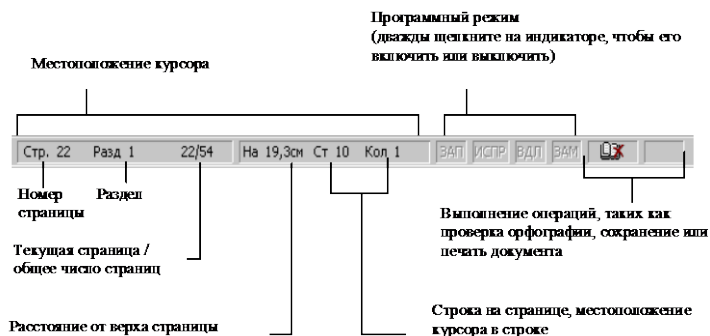 Программный режим
(дважды щелкните на индикаторе, чтобы его
включить или выключить)
Местоположение курсора
Стр. 22 Разд 1 22/54 На 19,3см Ст 10 Кол 1 ЗАП ИСПР ВДЛ ЗАМ
Номер
страницы
Раздел
Выполнение операций, таких как
проверка орфографии, сохранение или
печать документа
Текущая страница /
общее число страниц
Расстояние от верха страницы
Строка на странице, местоположение
курсора в строке